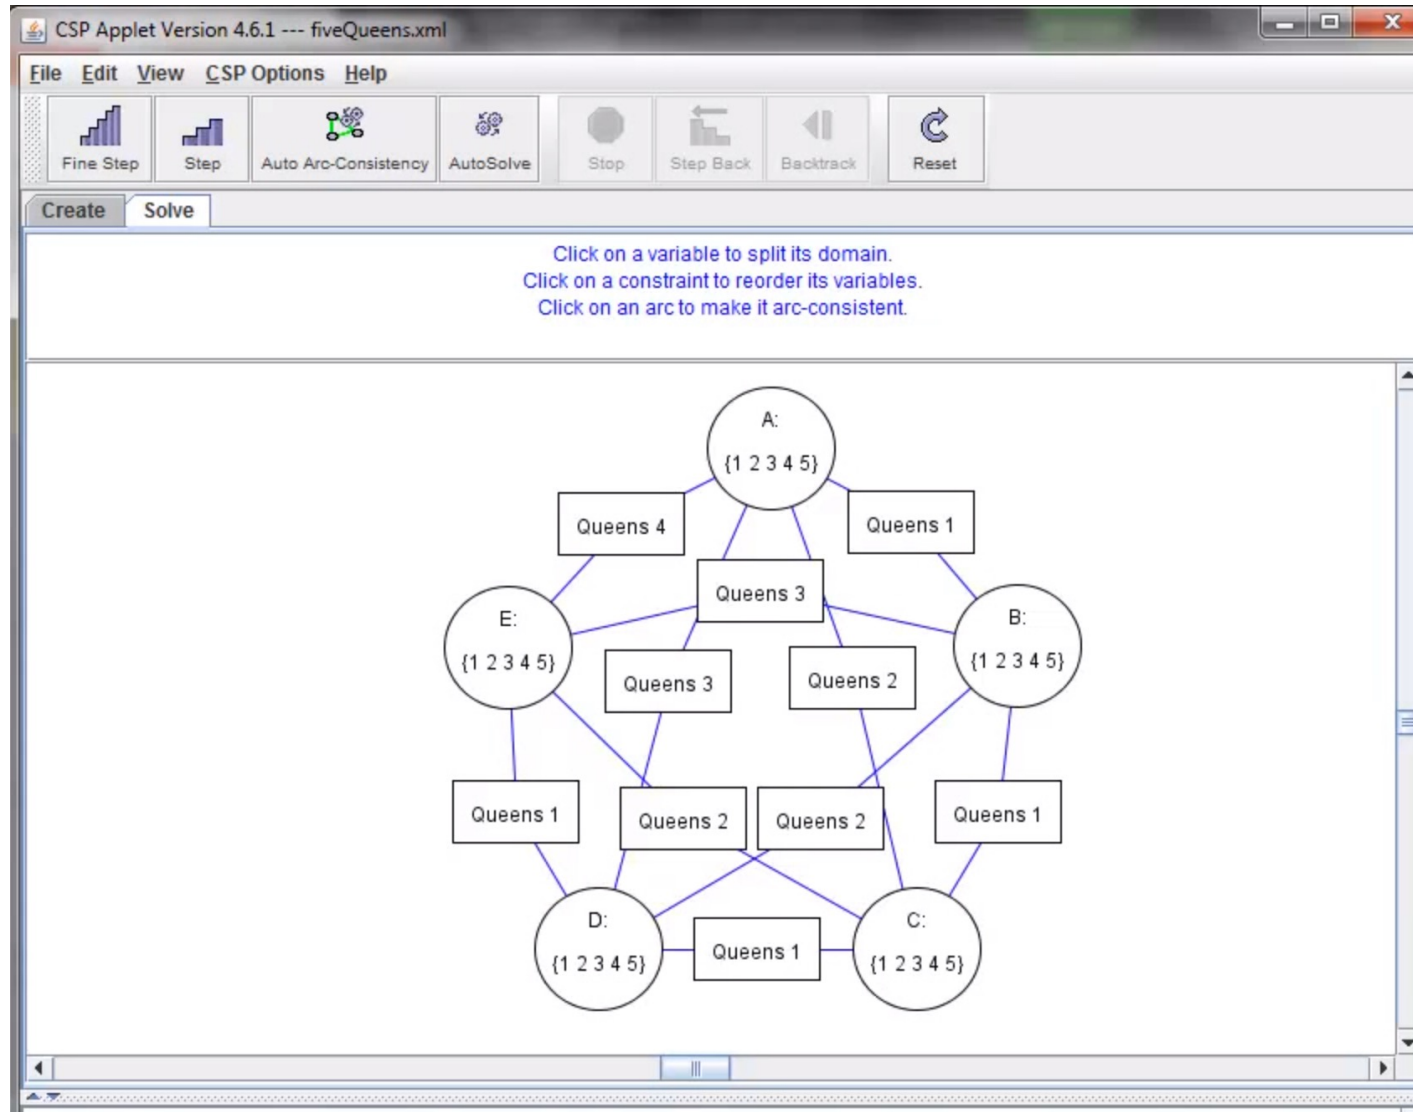 CSP Applet Version 4.6.1 --- fiveQueens.xml
File Edit View CSP Options Help
Fine Step Step Auto Arc-Consistency AutoSolve Stop Step Back Backtrack Reset
Create Solve
Click on a variable to split its domain.
Click on a constraint to reorder its variables.
Click on an arc to make it arc-consistent.
A:
{1 2 3 4 5}
Queens 4 Queens 1
Queens 3
E: B:
{1 2 3 4 5} {1 2 3 4 5}
Queens 3 Queens 2
Queens 1 Queens 2 Queens 2 Queens 1
D: C:
{1 2 3 4 5} {1 2 3 4 5}
Queens 1